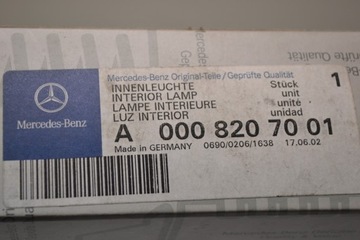 Mercedes-Benz
Mercedes-Benz Original-Teile / Geprüfte Qualität
INNENLEUCHTE Stück 1
INTERIOR LAMP unit
LAMPE INTERIEURE unité
LUZ INTERIOR unidad
A 000 820 70 01
Made in GERMANY 0690/0206/1638 17,06.02